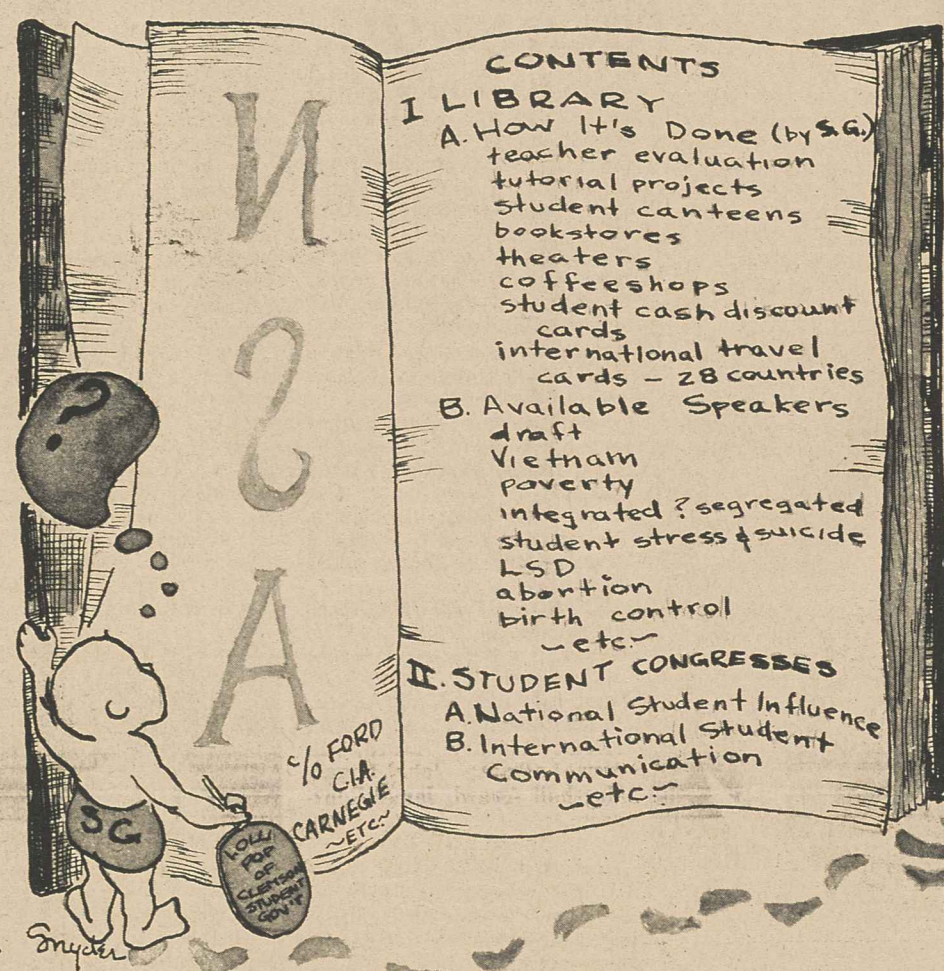 N
S
A
c/o FORD
C.I.A.
CARNEGIE
~ETC~
CONTENTS
I LIBRARY
A. How It's Done (by S.G.)
teacher evaluation
tutorial projects
student canteens
bookstores
theaters
coffeeshops
student cash discount
cards
international travel
cards – 28 countries
B. Available Speakers
draft
Vietnam
poverty
integrated ? segregated
student stress & suicide
LSD
abortion
birth control
~etc~
II. STUDENT CONGRESSES
A. National Student Influence
B. International Student
Communication
~etc~
?
SG
LOLLI
POP
OF
CLEMSON
STUDENT
GOV'T
Snyder